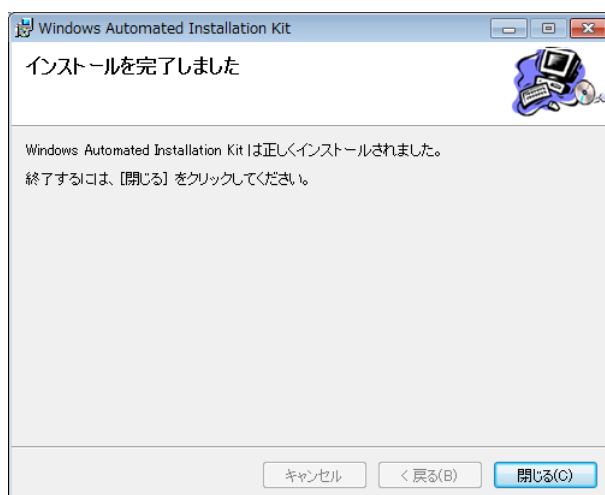 Windows Automated Installation Kit
インストールを完了しました
Windows Automated Installation Kit は正しくインストールされました。
終了するには、[閉じる] をクリックしてください。
キャンセル
< 戻る(B)
閉じる(C)